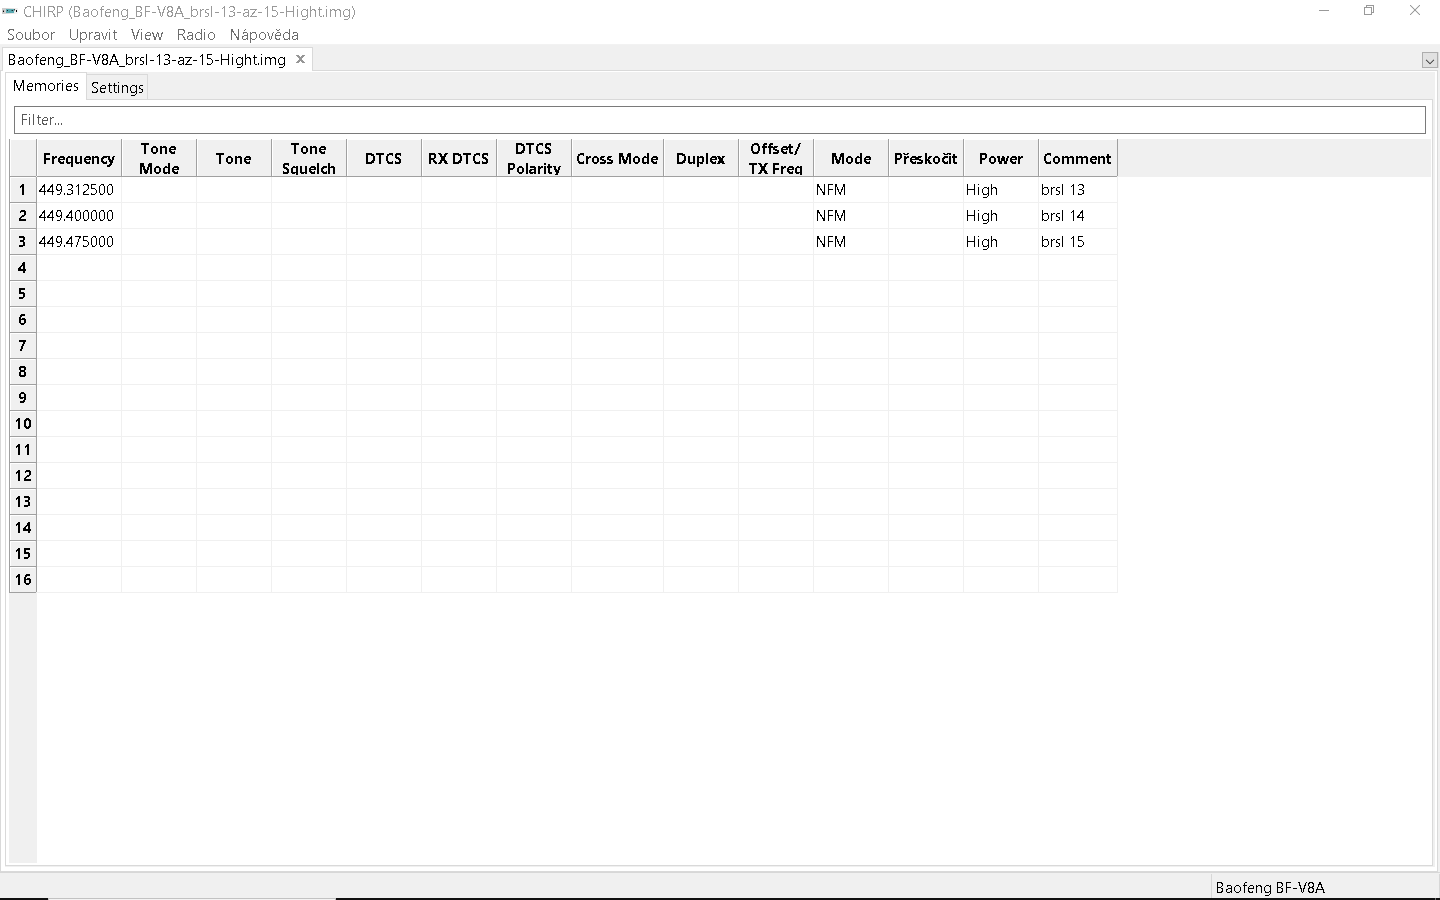 CHIRP (Baofeng_BF-V8A_brsl-13-az-15-Hight.img)
Soubor Upravit View Radio Nápověda
Baofeng_BF-V8A_brsl-13-az-15-Hight.img
Memories Settings
Filter...
Frequency Tone Mode Tone Tone Squelch DTCS RX DTCS DTCS Polarity Cross Mode Duplex Offset/ TX Freq Mode Přeskočit Power Comment
1 449.312500 NFM High brsl 13
2 449.400000 NFM High brsl 14
3 449.475000 NFM High brsl 15
4
5
6
7
8
9
10
11
12
13
14
15
16
Baofeng BF-V8A